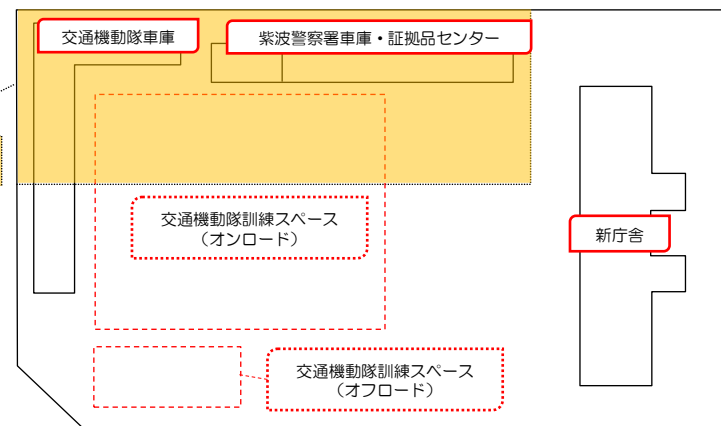 交通機動隊車庫
紫波警察署車庫・証拠品センター
交通機動隊訓練スペース
（オンロード）
新庁舎
交通機動隊訓練スペース
（オフロード）